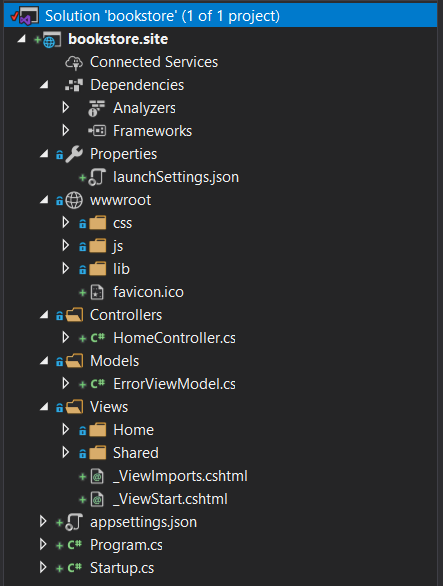 Solution 'bookstore' (1 of 1 project)
bookstore.site
Connected Services
Dependencies
Analyzers
Frameworks
Properties
launchSettings.json
wwwroot
css
js
lib
favicon.ico
Controllers
C# HomeController.cs
Models
C# ErrorViewModel.cs
Views
Home
Shared
_ViewImports.cshtml
_ViewStart.cshtml
appsettings.json
C# Program.cs
C# Startup.cs